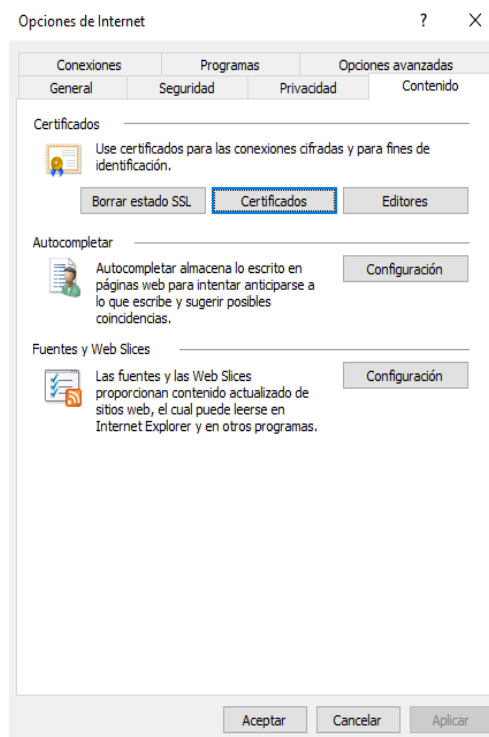 Opciones de Internet
?
X
Conexiones
Programas
Opciones avanzadas
General
Seguridad
Privacidad
Contenido
Certificados
Use certificados para las conexiones cifradas y para fines de
identificación.
Borrar estado SSL
Certificados
Editores
Autocompletar
Autocompletar almacena lo escrito en
páginas web para intentar anticiparse a
lo que escribe y sugerir posibles
coincidencias.
Configuración
Fuentes y Web Slices
Las fuentes y las Web Slices
proporcionan contenido actualizado de
sitios web, el cual puede leerse en
Internet Explorer y en otros programas.
Configuración
Aceptar
Cancelar
Aplicar